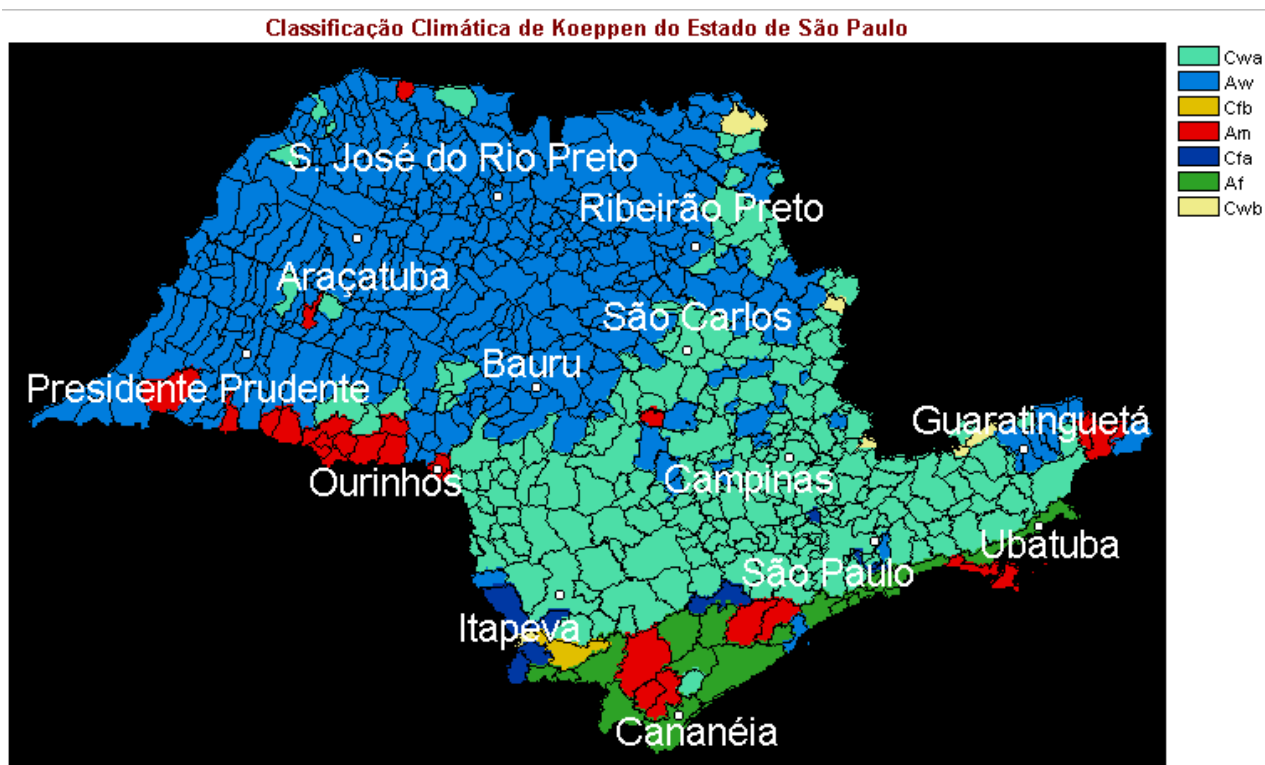 Classificação Climática de Koeppen do Estado de São Paulo
Cwa
Aw
Cfb
Am
Cfa
Af
Cwb
S. José do Rio Preto
Ribeirão Preto
Araçatuba
São Carlos
Bauru
Presidente Prudente
Guaratinguetá
Ourinhos
Campinas
Ubatuba
São Paulo
Itapeva
Cananéia